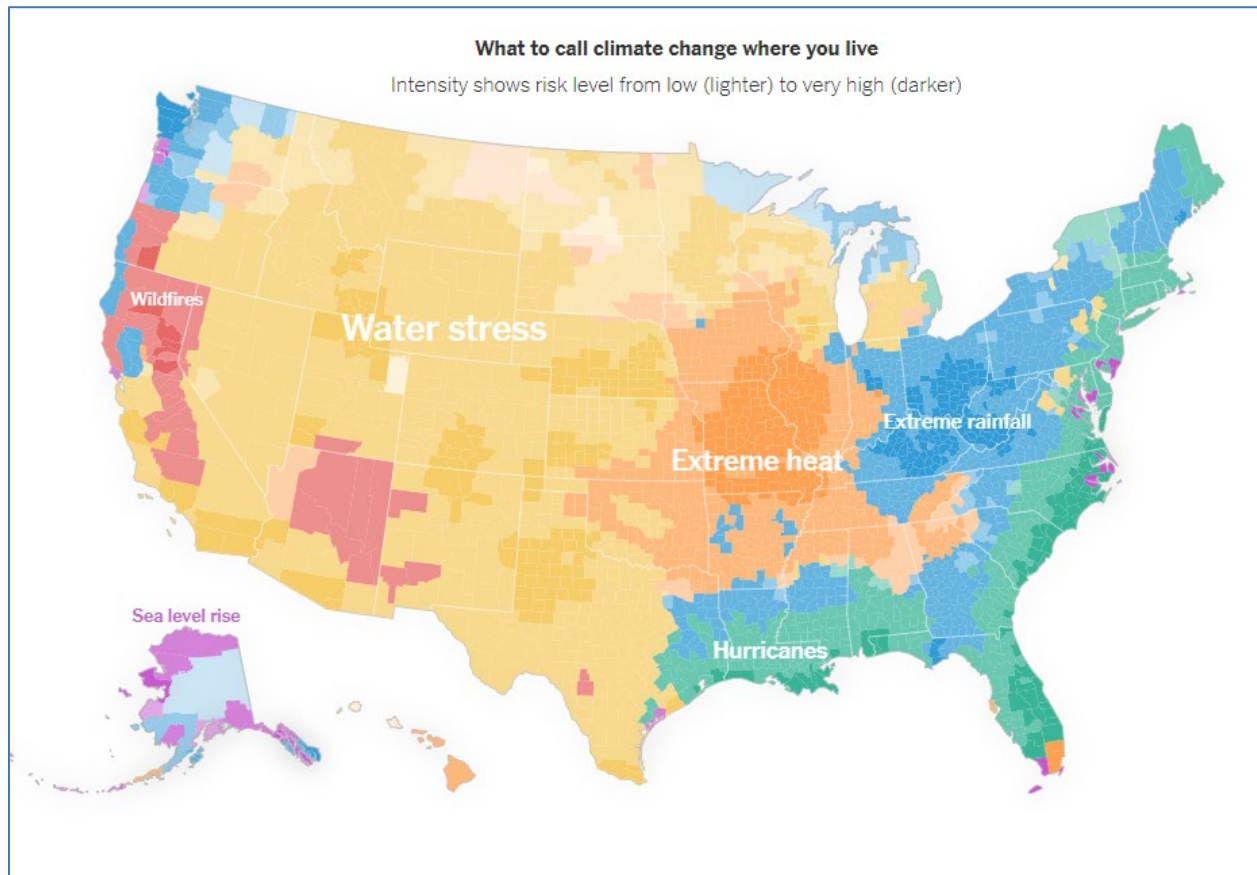 What to call climate change where you live
Intensity shows risk level from low (lighter) to very high (darker)
Wildfires
Water stress
Extreme rainfall
Extreme heat
Sea level rise
Hurricanes